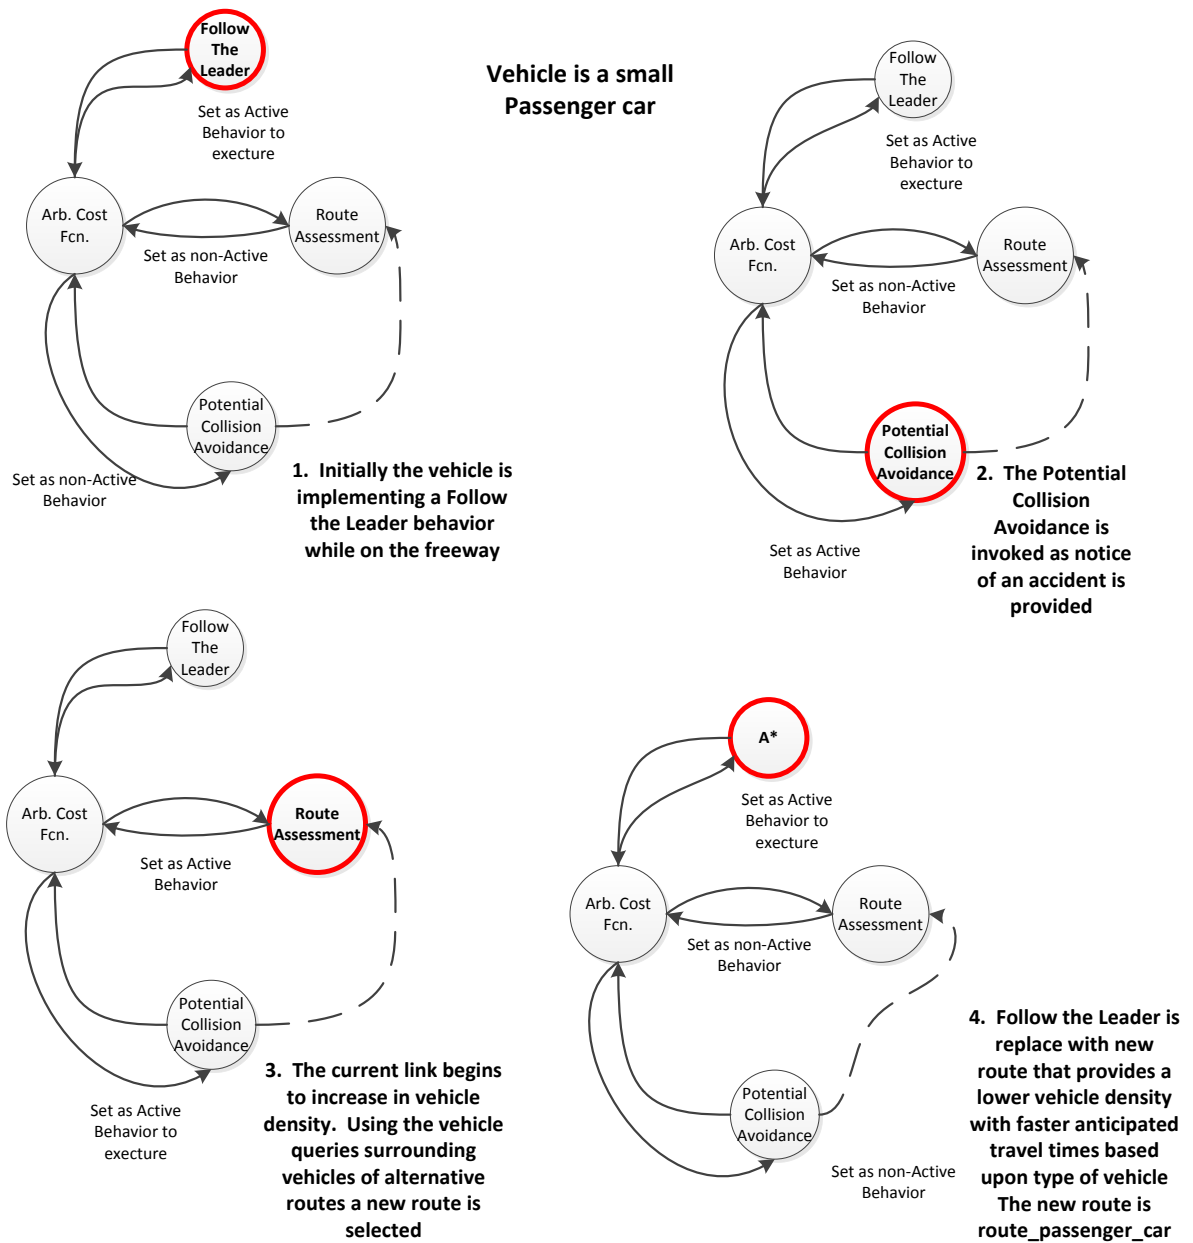 Vehicle is a small
Passenger car
Follow
The
Leader
Set as Active
Behavior to
execture
Arb. Cost
Fcn.
Route
Assessment
Set as non-Active
Behavior
Potential
Collision
Avoidance
Set as non-Active
Behavior
1. Initially the vehicle is
implementing a Follow
the Leader behavior
while on the freeway
Follow
The
Leader
Set as Active
Behavior to
execture
Arb. Cost
Fcn.
Route
Assessment
Set as non-Active
Behavior
Potential
Collision
Avoidance
Set as Active
Behavior
2. The Potential
Collision
Avoidance is
invoked as notice
of an accident is
provided
Follow
The
Leader
Arb. Cost
Fcn.
Route
Assessment
Set as Active
Behavior
Potential
Collision
Avoidance
Set as Active
Behavior to
execture
3. The current link begins
to increase in vehicle
density. Using the vehicle
queries surrounding
vehicles of alternative
routes a new route is
selected
A*
Set as Active
Behavior to
execture
Arb. Cost
Fcn.
Route
Assessment
Set as non-Active
Behavior
Potential
Collision
Avoidance
Set as non-Active
Behavior
4. Follow the Leader is
replace with new
route that provides a
lower vehicle density
with faster anticipated
travel times based
upon type of vehicle
The new route is
route_passenger_car